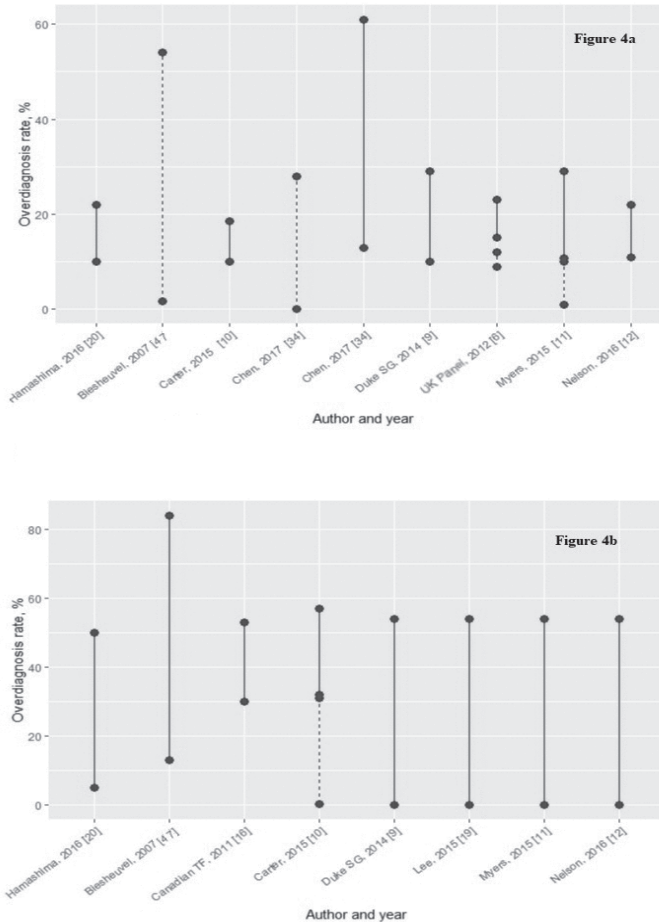 Figure 4a
Overdiagnosis rate, %
60
40
20
0
Hamashima. 2016 [20]
Biesheuvel, 2007 [47
Carter, 2015 [10]
Chen, 2017 [34]
Chen, 2017 [34]
Duke SG, 2014 [9]
UK Panel, 2012 [6]
Myers, 2015 [11]
Nelson, 2016 [12]
Author and year
Figure 4b
Overdiagnosis rate, %
80
60
40
20
0
Hamashima. 2016 [20]
Biesheuvel, 2007 [47]
Canadian TF. 2011 [16]
Carter, 2015 [10]
Duke SG, 2014 [9]
Lee, 2015 [19]
Myers, 2015 [11]
Nelson, 2016 [12]
Author and year